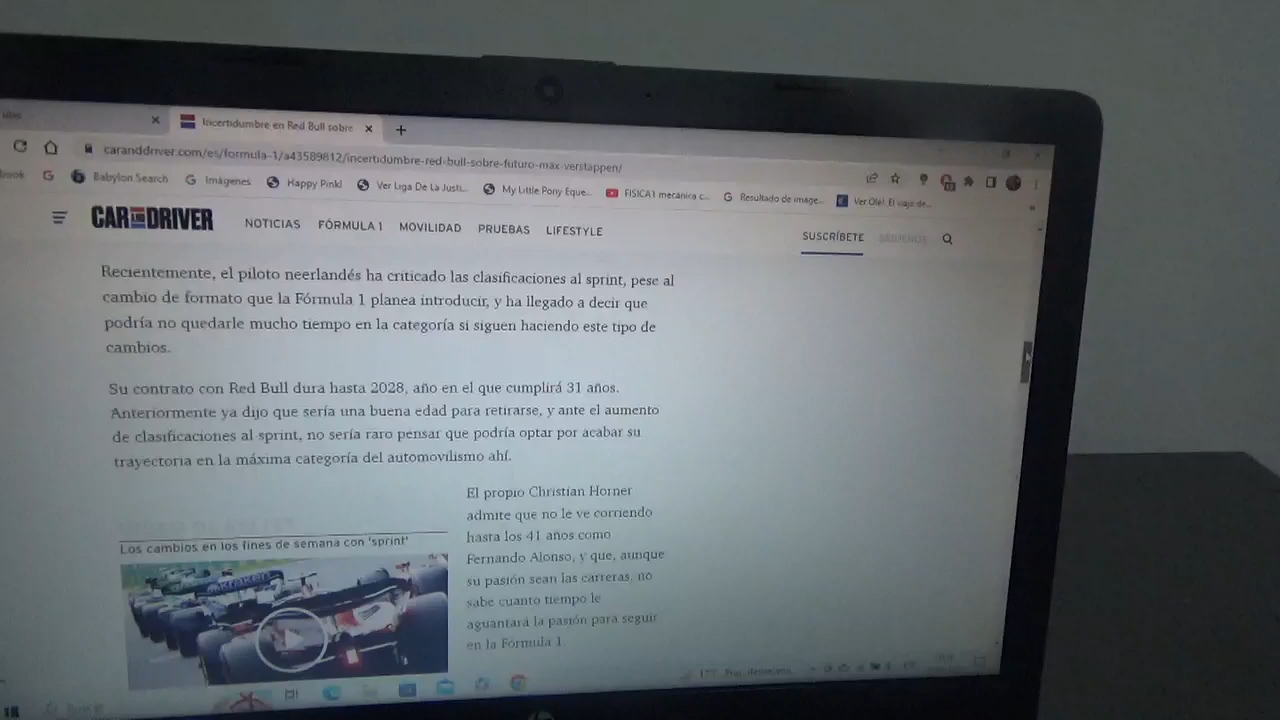 Incertidumbre en Red Bull sobre
caranddriver.com/es/formula-1/a43589812/incertidumbre-red-bull-sobre-futuro-max-verstappen/
Babylon Search Imágenes Happy Pink! Ver Liga De La Justi... My Little Pony Eque... FISICA I mecánica c... Resultado de image... Ver Olé! El viaje de...
CAR AND DRIVER NOTICIAS FÓRMULA 1 MOVILIDAD PRUEBAS LIFESTYLE SUSCRÍBETE
Recientemente, el piloto neerlandés ha criticado las clasificaciones al sprint, pese al
cambio de formato que la Fórmula 1 planea introducir, y ha llegado a decir que
podría no quedarle mucho tiempo en la categoría si siguen haciendo este tipo de
cambios.
Su contrato con Red Bull dura hasta 2028, año en el que cumplirá 31 años.
Anteriormente ya dijo que sería una buena edad para retirarse, y ante el aumento
de clasificaciones al sprint, no sería raro pensar que podría optar por acabar su
trayectoria en la máxima categoría del automovilismo ahí.
Los cambios en los fines de semana con 'sprint'
kraken
El propio Christian Horner
admite que no le ve corriendo
hasta los 41 años como
Fernando Alonso, y que, aunque
su pasión sean las carreras, no
sabe cuanto tiempo le
aguantará la pasión para seguir
en la Fórmula 1.